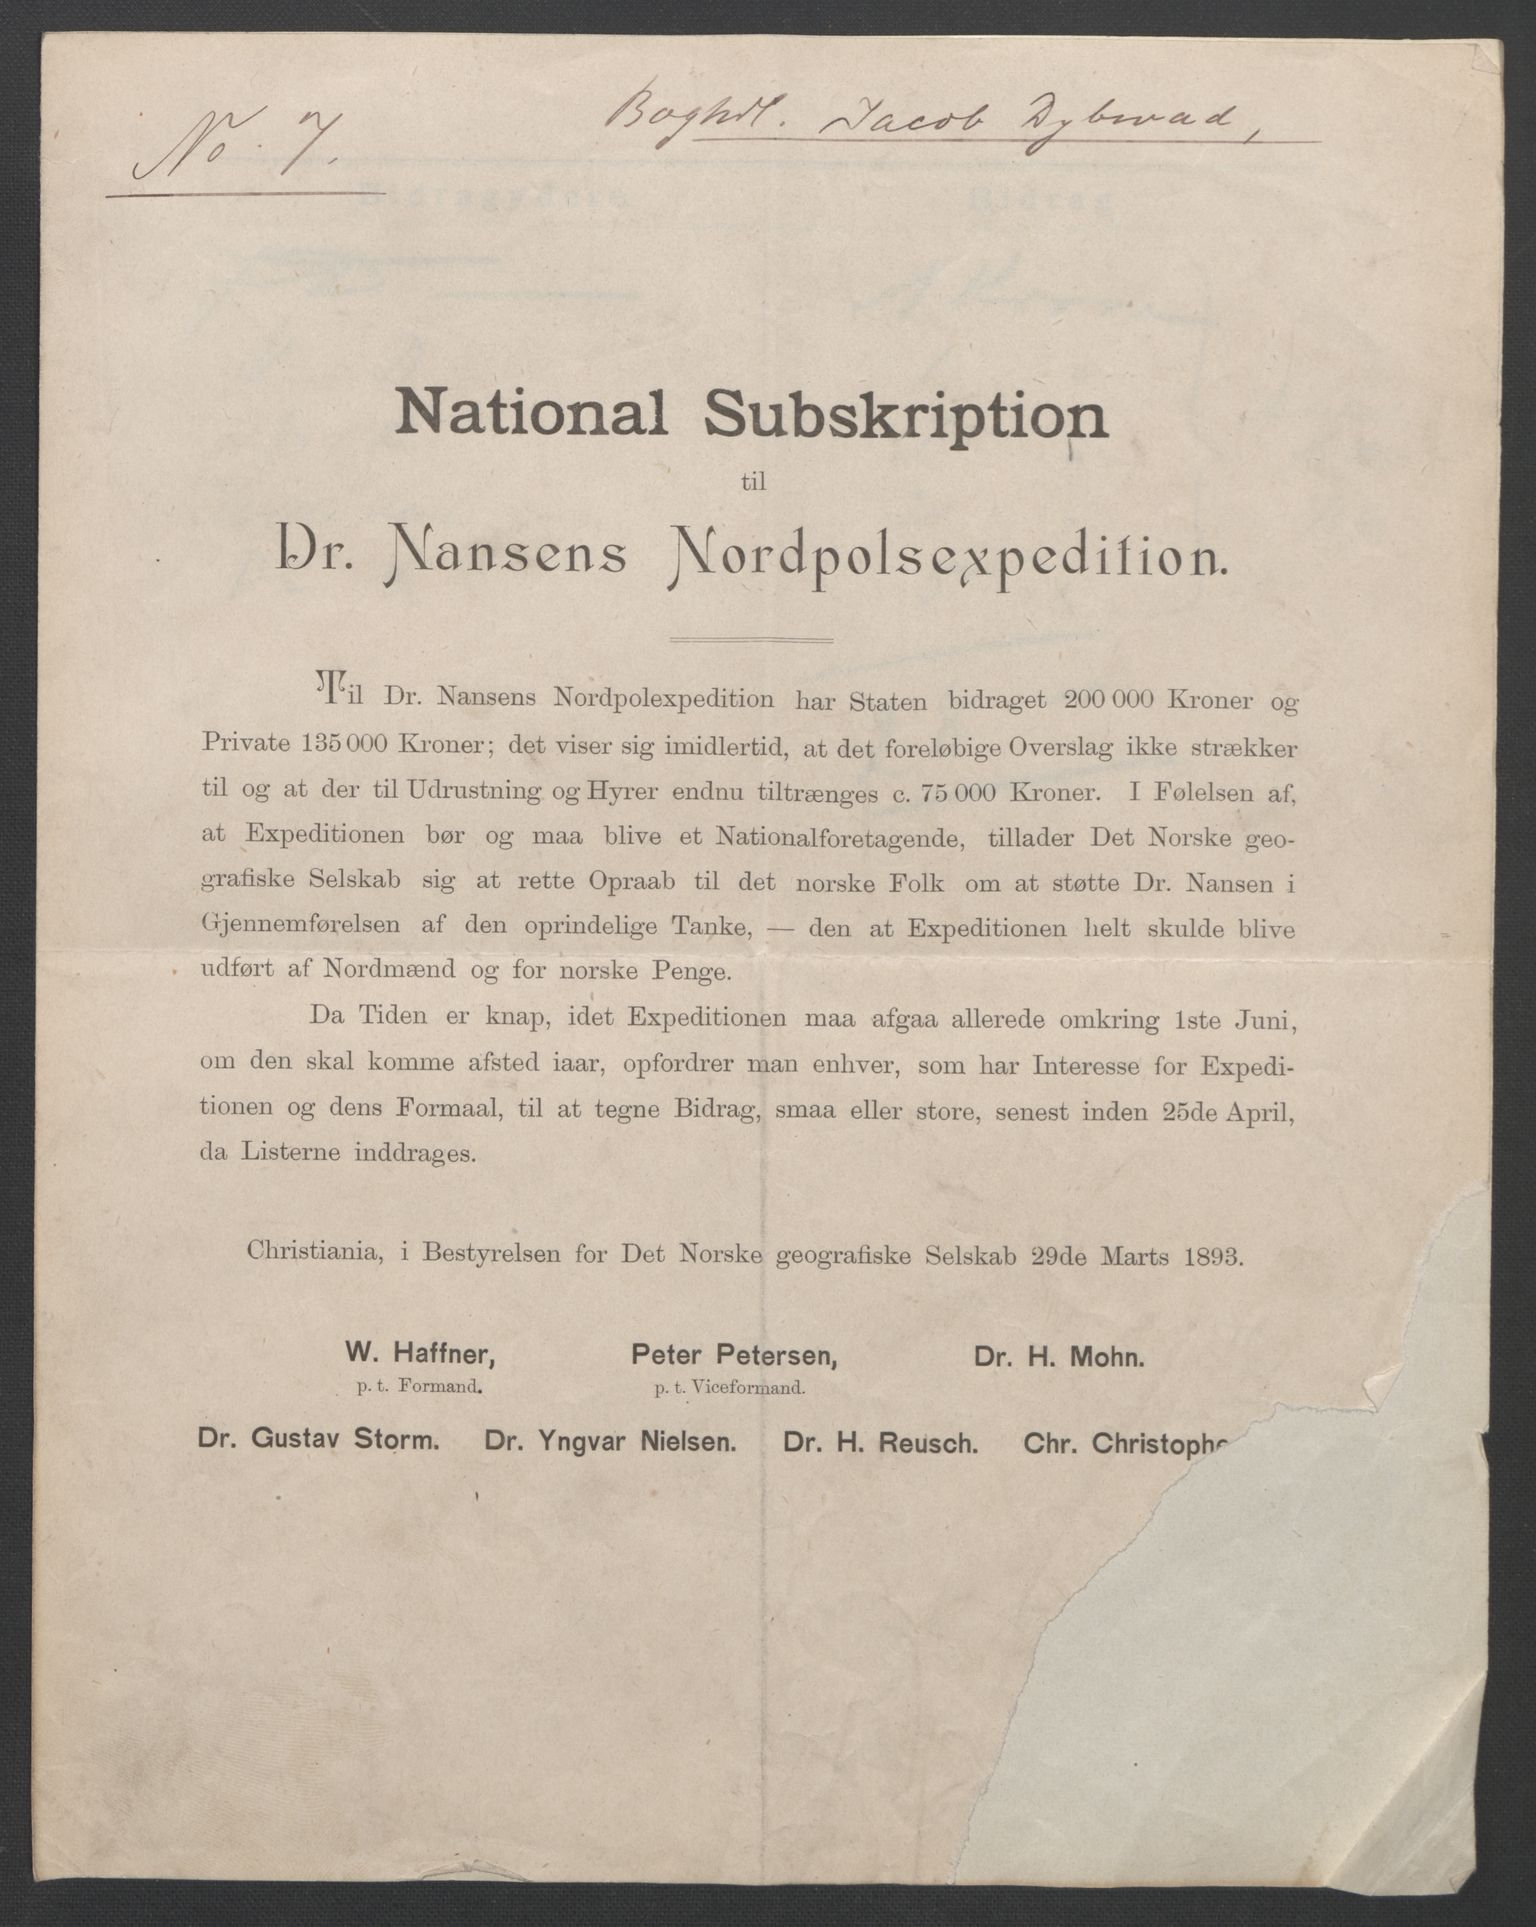 No. 7.
Boghdl. Jacob Dybwad,
National Subskription
til
Dr. Nansens Nordpolsexpedition.
Til Dr. Nansens Nordpolexpedition har Staten bidraget 200 000 Kroner og
Private 135 000 Kroner; det viser sig imidlertid, at det foreløbige Overslag ikke strækker
til og at der til Udrustning og Hyrer endnu tiltrænges c. 75 000 Kroner. I Følelsen af,
at Expeditionen bør og maa blive et Nationalforetagende, tillader Det Norske geo-
grafiske Selskab sig at rette Opraab til det norske Folk om at støtte Dr. Nansen i
Gjennemførelsen af den oprindelige Tanke, — den at Expeditionen helt skulde blive
udført af Nordmænd og for norske Penge.
Da Tiden er knap, idet Expeditionen maa afgaa allerede omkring 1ste Juni,
om den skal komme afsted iaar, opfordrer man enhver, som har Interesse for Expedi-
tionen og dens Formaal, til at tegne Bidrag, smaa eller store, senest inden 25de April,
da Listerne inddrages.
Christiania, i Bestyrelsen for Det Norske geografiske Selskab 29de Marts 1893.
W. Haffner, Peter Petersen, Dr. H. Mohn.
p. t. Formand. p. t. Viceformand.
Dr. Gustav Storm. Dr. Yngvar Nielsen. Dr. H. Reusch. Chr. Christophe